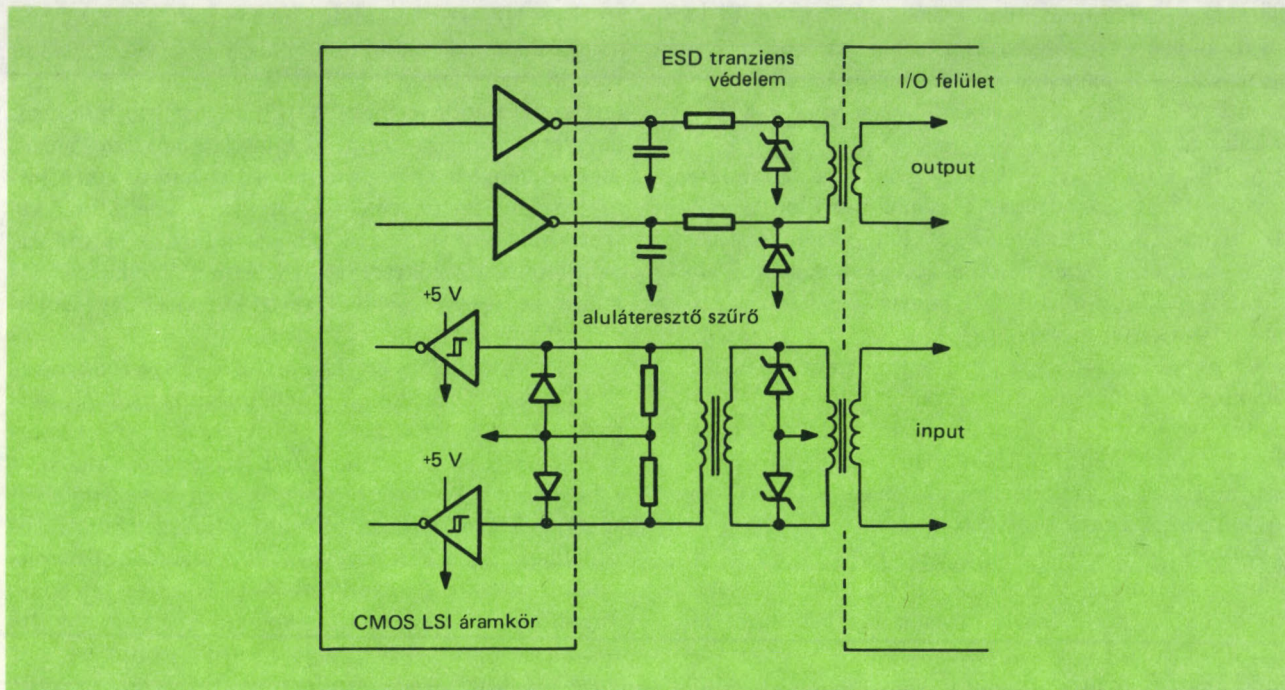 ESD tranziens
védelem
I/O felület
output
+5 V
aluláteresztő szűrő
input
+5 V
CMOS LSI áramkör